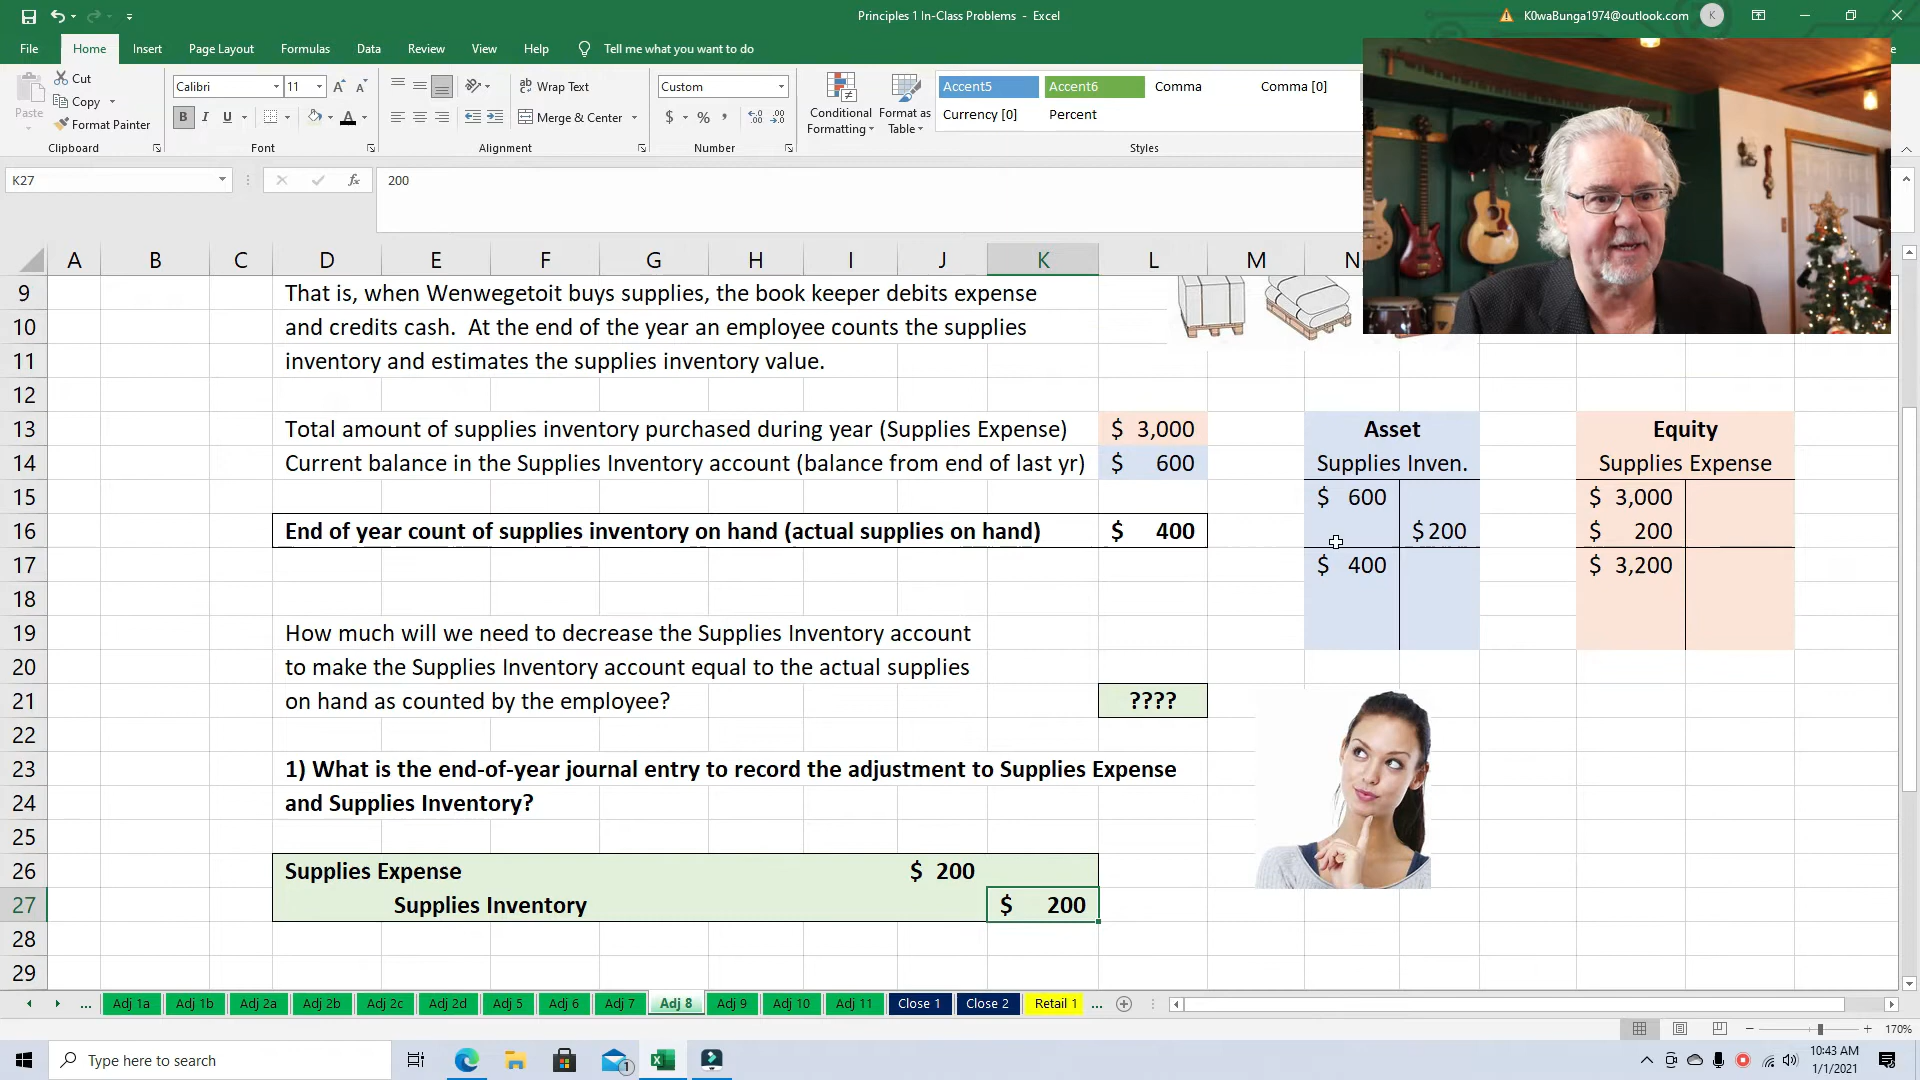 Principles 1 In-Class Problems - Excel
K0waBunga1974@outlook.com
K
File Home Insert Page Layout Formulas Data Review View Help Tell me what you want to do
Paste
Cut
Copy
Format Painter
Clipboard
Calibri 11
B I U
Font
Wrap Text
Merge & Center
Alignment
Custom
$ % ,
Number
Conditional Formatting
Format as Table
Accent5 Accent6 Comma Comma [0]
Currency [0] Percent
Styles
K27 fx 200
A B C D E F G H I J K L M N
9 That is, when Wenwegetoit buys supplies, the book keeper debits expense
10 and credits cash. At the end of the year an employee counts the supplies
11 inventory and estimates the supplies inventory value.
12
13 Total amount of supplies inventory purchased during year (Supplies Expense) $ 3,000 Asset Equity
14 Current balance in the Supplies Inventory account (balance from end of last yr) $ 600 Supplies Inven. Supplies Expense
15 $ 600 $ 3,000
16 End of year count of supplies inventory on hand (actual supplies on hand) $ 400 $ 200 $ 200
17 $ 400 $ 3,200
18
19 How much will we need to decrease the Supplies Inventory account
20 to make the Supplies Inventory account equal to the actual supplies
21 on hand as counted by the employee? ????
22
23 1) What is the end-of-year journal entry to record the adjustment to Supplies Expense
24 and Supplies Inventory?
25
26 Supplies Expense $ 200
27 Supplies Inventory $ 200
28
29
... Adj 1a Adj 1b Adj 2a Adj 2b Adj 2c Adj 2d Adj 5 Adj 6 Adj 7 Adj 8 Adj 9 Adj 10 Adj 11 Close 1 Close 2 Retail 1 ...
170%
Type here to search
1
10:43 AM
1/1/2021